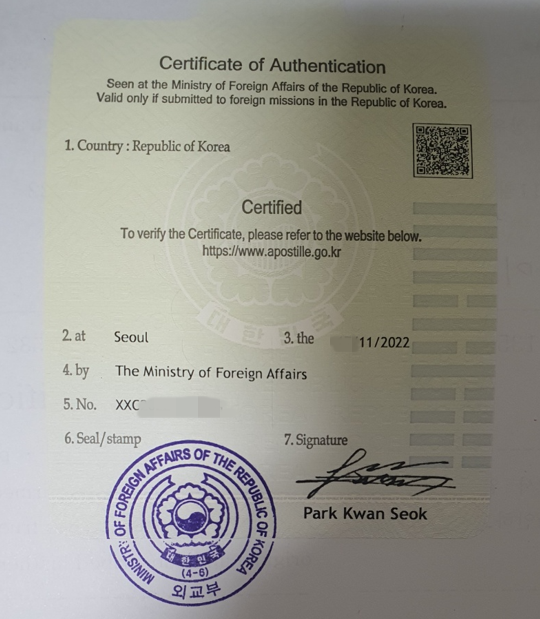 Certificate of Authentication
Seen at the Ministry of Foreign Affairs of the Republic of Korea.
Valid only if submitted to foreign missions in the Republic of Korea.
1. Country : Republic of Korea
Certified
To verify the Certificate, please refer to the website below.
https://www.apostille.go.kr
대한민국
2. at Seoul 3. the 11/2022
4. by The Ministry of Foreign Affairs
5. No. XXC
6. Seal/stamp 7. Signature
MINISTRY OF FOREIGN AFFAIRS OF THE REPUBLIC OF KOREA
대한민국
(4-6)
외교부
Park Kwan Seok